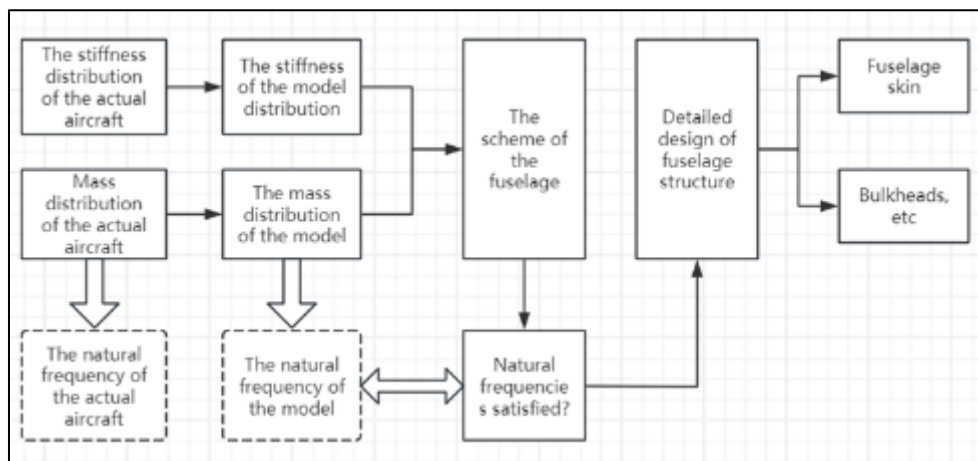 The stiffness
distribution
of the actual
aircraft
The stiffness
of the model
distribution
The
scheme of
the
fuselage
Detailed
design of
fuselage
structure
Fuselage
skin
Mass
distribution
of the actual
aircraft
The mass
distribution
of the model
Bulkheads,
etc
The natural
frequency of
the actual
aircraft
The natural
frequency of
the model
Natural
frequencie
s satisfied?